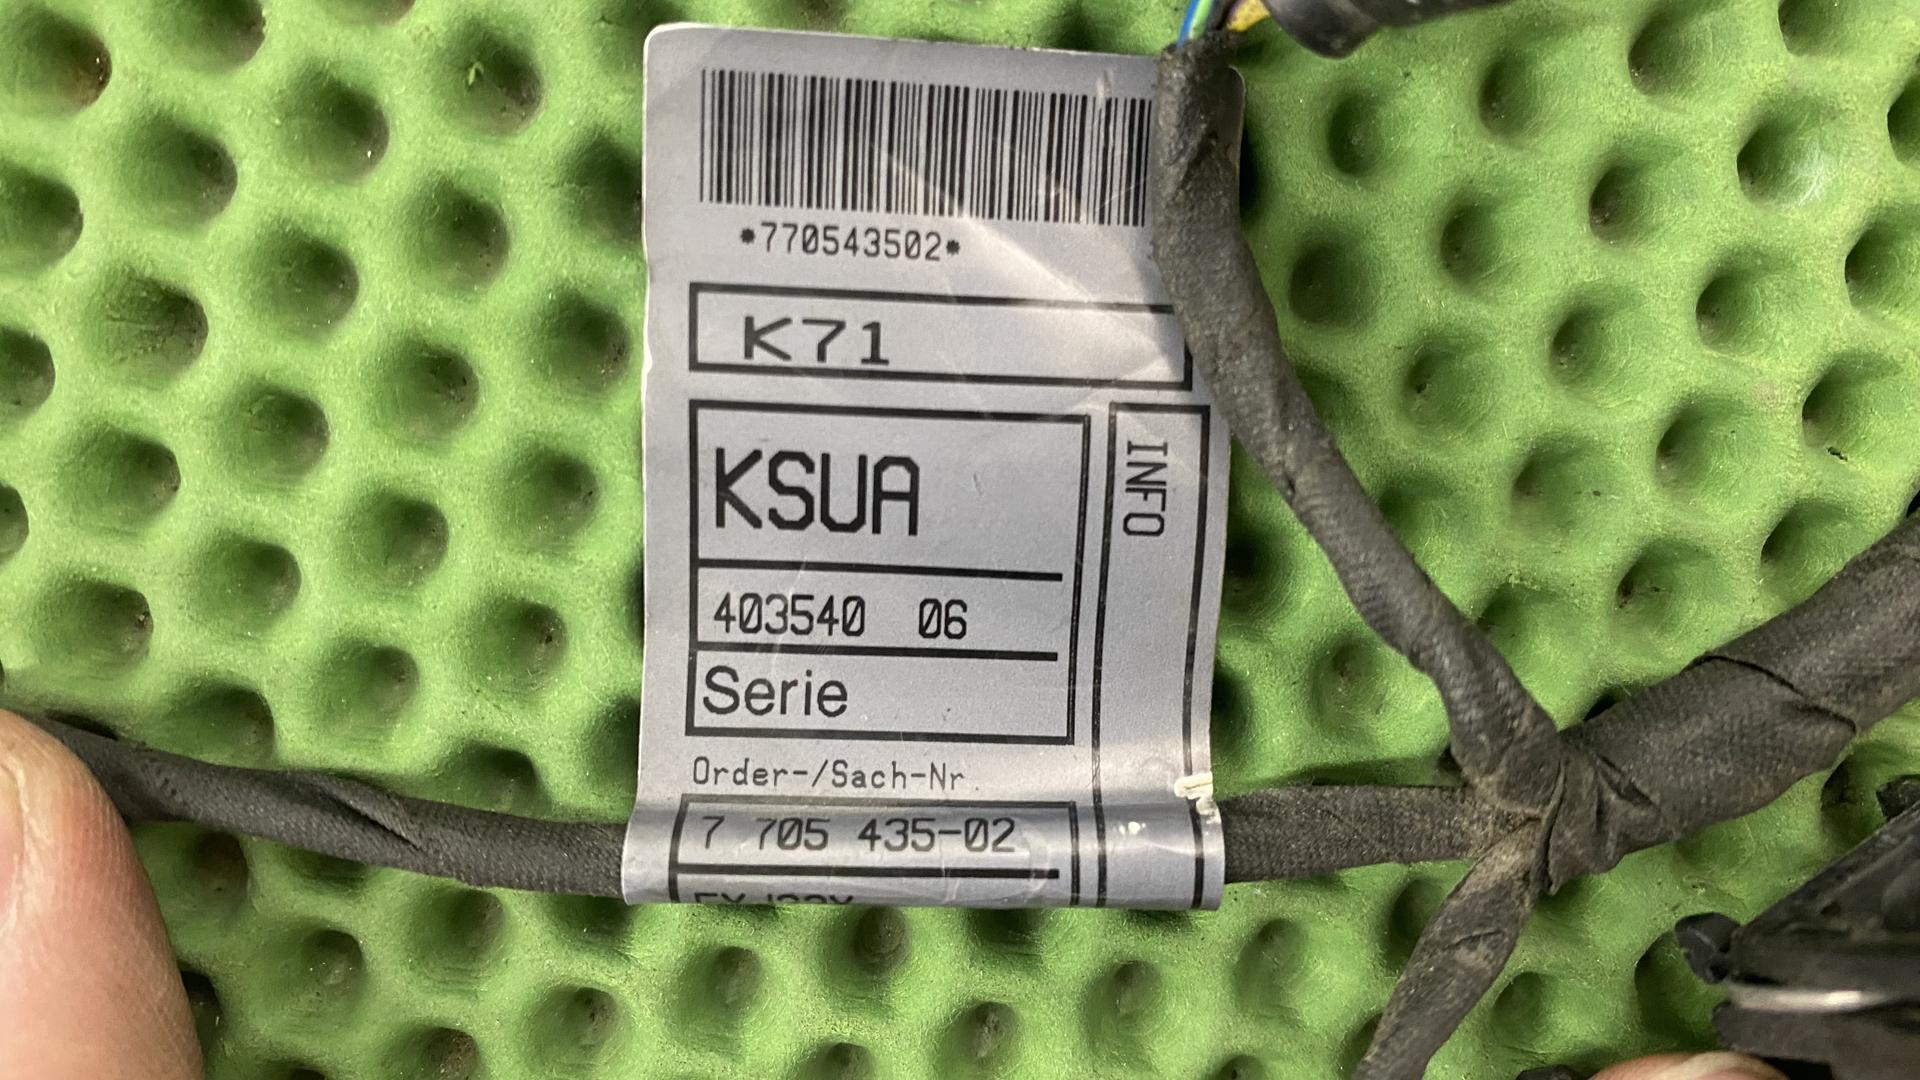 *770543502*
K71
KSUA
INFO
403540 06
Serie
Order-/Sach-Nr.
7 705 435-02